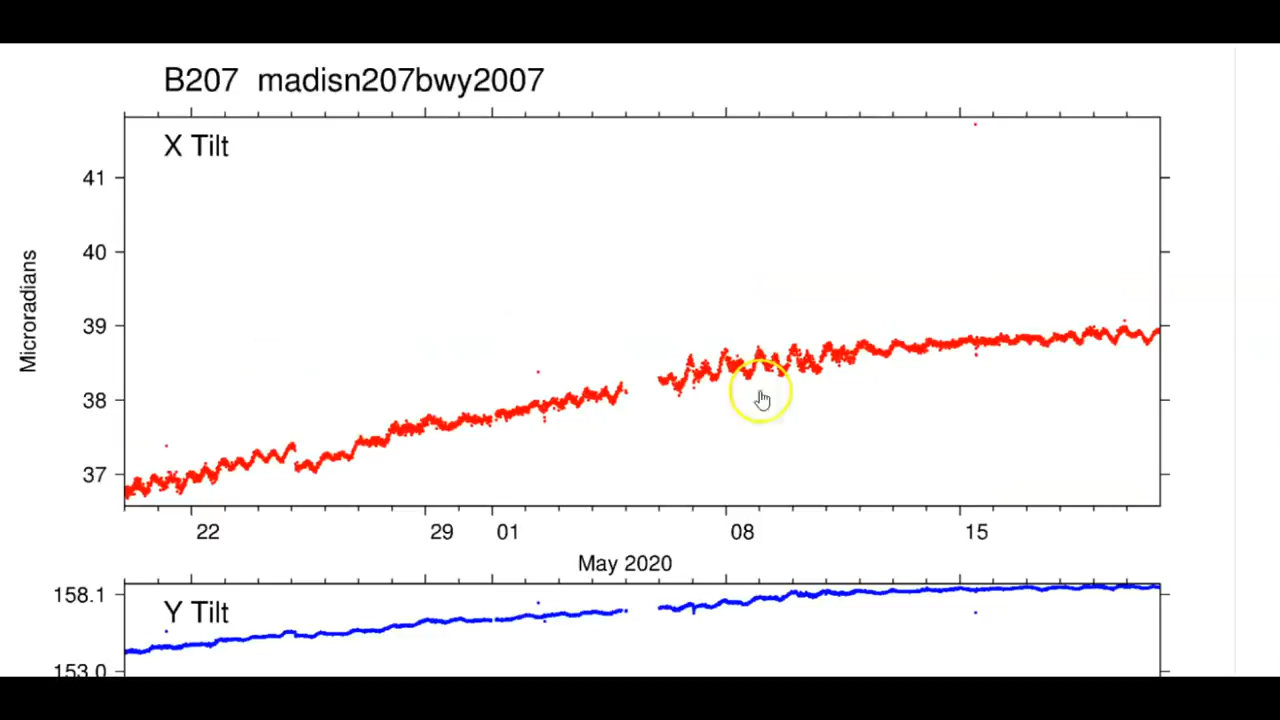 B207 madisn207bwy2007
X Tilt
41
40
39
38
37
Microradians
22 29 01 08 15
May 2020
158.1
Y Tilt
153.0